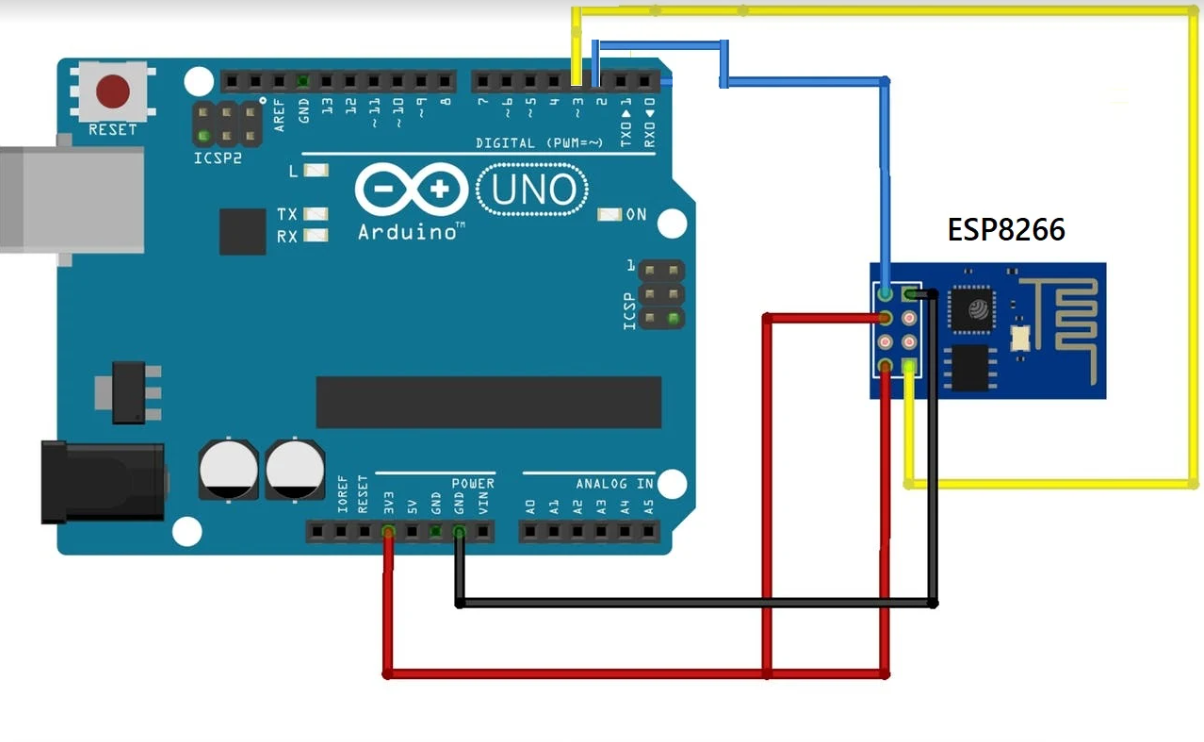 RESET
ICSP2
AREF
GND
13
12
~11
~10
~9
8
7
~6
~5
4
~3
2
TX0▶1
RX0◀0
DIGITAL (PWM=~)
L
TX
RX
UNO
Arduino™
ON
1
ICSP
ESP8266
POWER
ANALOG IN
IOREF
RESET
3V3
5V
GND
GND
VIN
A0
A1
A2
A3
A4
A5